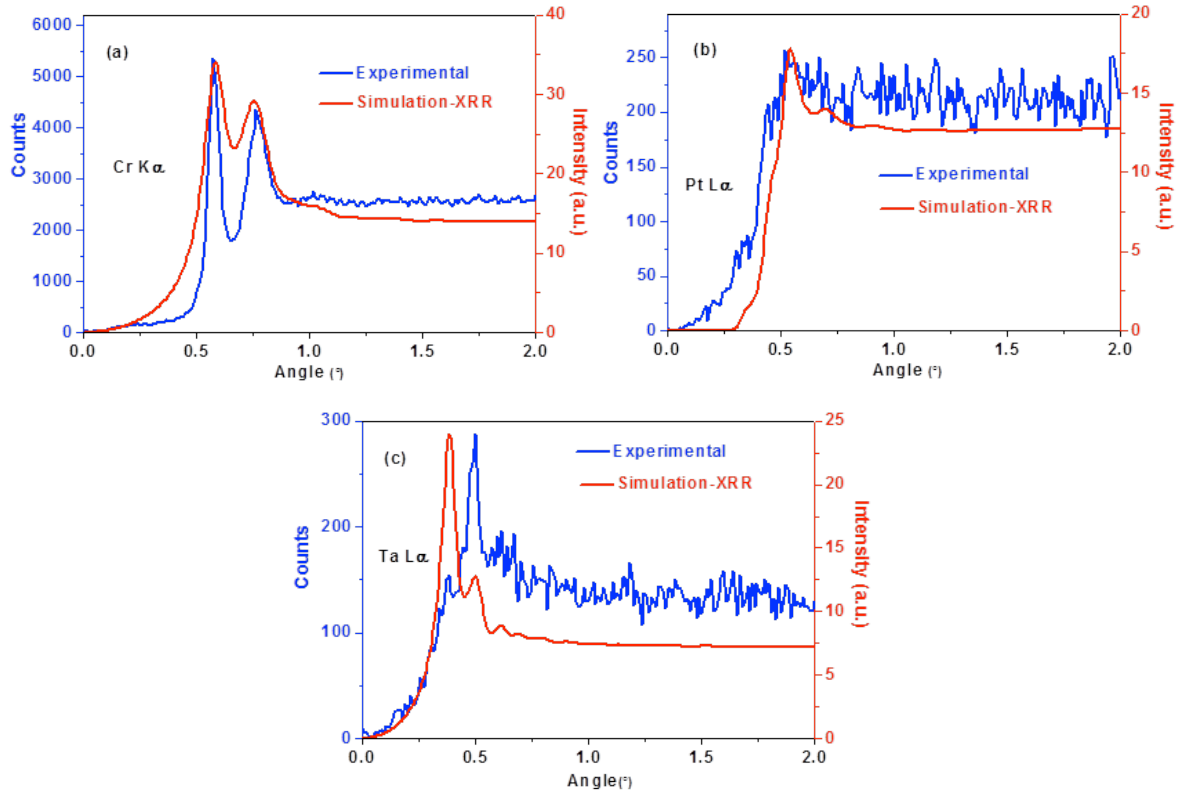 (a)
Experimental
Simulation-XRR
Cr Kα
Counts
6000
5000
4000
3000
2000
1000
0
Intensity (a.u.)
40
30
20
10
0
0.0 0.5 1.0 1.5 2.0
Angle (°)
(b)
Experimental
Simulation-XRR
Pt Lα
Counts
250
200
150
100
50
25
0
Intensity (a.u.)
20
15
10
5
0
0.0 0.5 1.0 1.5 2.0
Angle (°)
(c)
Experimental
Simulation-XRR
Ta Lα
Counts
300
200
100
0
Intensity (a.u.)
25
20
15
10
5
0
0.0 0.5 1.0 1.5 2.0
Angle(°)